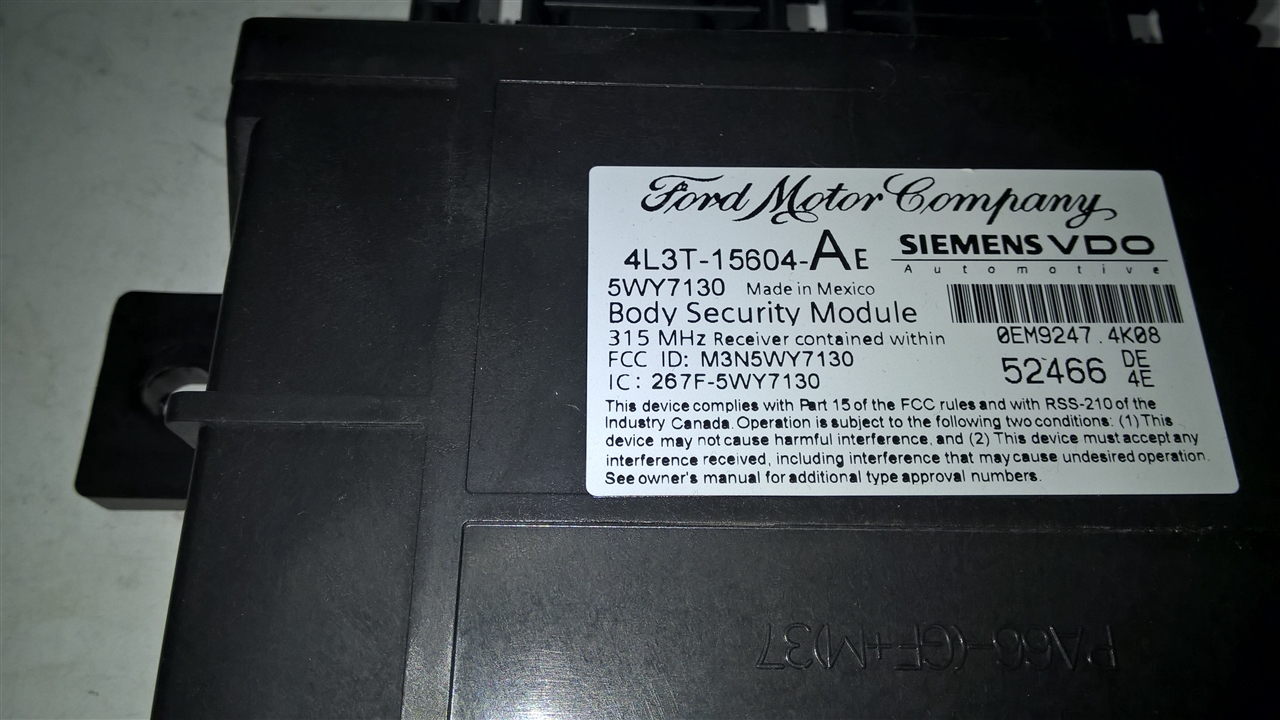 Ford Motor Company
4L3T-15604-AE
SIEMENS VDO
Automotive
5WY7130 Made in Mexico
Body Security Module
315 MHz Receiver contained within
0EM9247.4K08
FCC ID: M3N5WY7130
IC: 267F-5WY7130
52466 DE
4E
This device complies with Part 15 of the FCC rules and with RSS-210 of the
Industry Canada. Operation is subject to the following two conditions: (1) This
device may not cause harmful interference, and (2) This device must accept any
interference received, including interference that may cause undesired operation.
See owner's manual for additional type approval numbers.
PA66-(GF+M)37